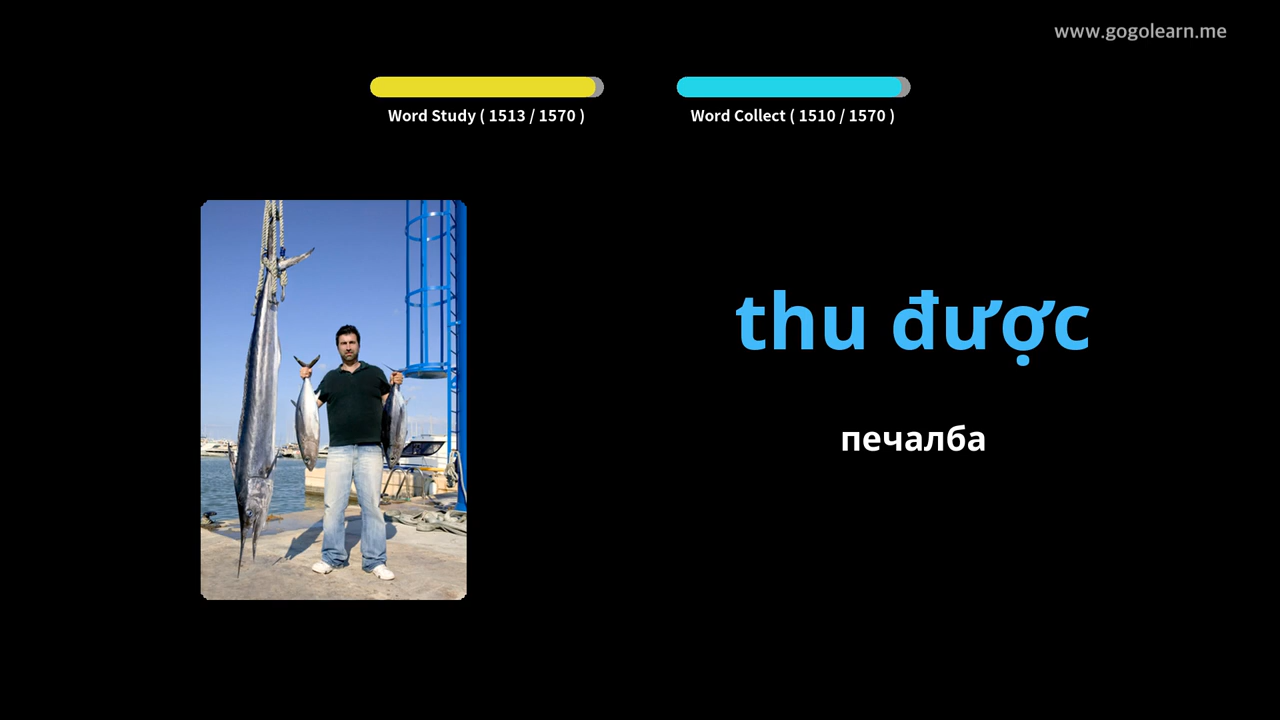 www.gogolearn.me
Word Study ( 1513 / 1570 )
Word Collect ( 1510 / 1570 )
thu được
печалба